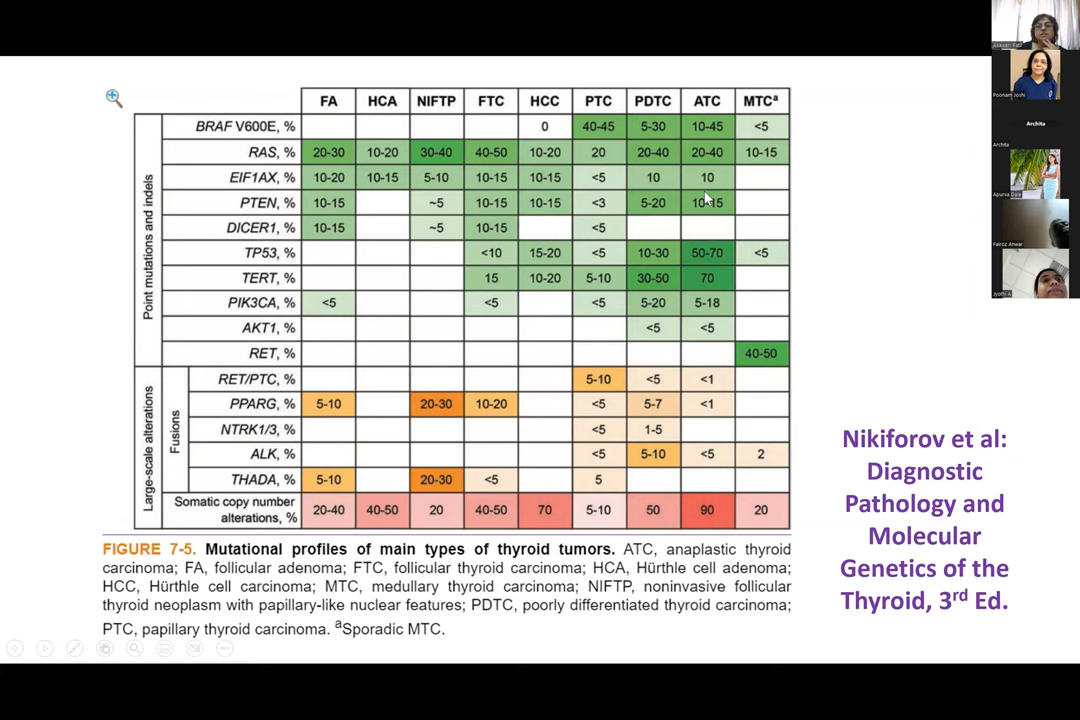 FA HCA NIFTP FTC HCC PTC PDTC ATC MTCᵃ
Point mutations and indels
BRAF V600E, % 0 40-45 5-30 10-45 <5
RAS, % 20-30 10-20 30-40 40-50 10-20 20 20-40 20-40 10-15
EIF1AX, % 10-20 10-15 5-10 10-15 10-15 <5 10 10
PTEN, % 10-15 ~5 10-15 10-15 <3 5-20 10-15
DICER1, % 10-15 ~5 10-15 <5
TP53, % <10 15-20 <5 10-30 50-70 <5
TERT, % 15 10-20 5-10 30-50 70
PIK3CA, % <5 <5 <5 5-20 5-18
AKT1, % <5 <5
RET, % 40-50
Large-scale alterations
Fusions
RET/PTC, % 5-10 <5 <1
PPARG, % 5-10 20-30 10-20 <5 5-7 <1
NTRK1/3, % <5 1-5
ALK, % <5 5-10 <5 2
THADA, % 5-10 20-30 <5 5
Somatic copy number
alterations, % 20-40 40-50 20 40-50 70 5-10 50 90 20
FIGURE 7-5. Mutational profiles of main types of thyroid tumors. ATC, anaplastic thyroid
carcinoma; FA, follicular adenoma; FTC, follicular thyroid carcinoma; HCA, Hürthle cell adenoma;
HCC, Hürthle cell carcinoma; MTC, medullary thyroid carcinoma; NIFTP, noninvasive follicular
thyroid neoplasm with papillary-like nuclear features; PDTC, poorly differentiated thyroid carcinoma;
PTC, papillary thyroid carcinoma. ᵃSporadic MTC.
Nikiforov et al:
Diagnostic
Pathology and
Molecular
Genetics of the
Thyroid, 3rd Ed.
Asawari Patil
Poonam Joshi
Archita
Archita
Apurva Dale
Fairoz Anwar
Jyothi A